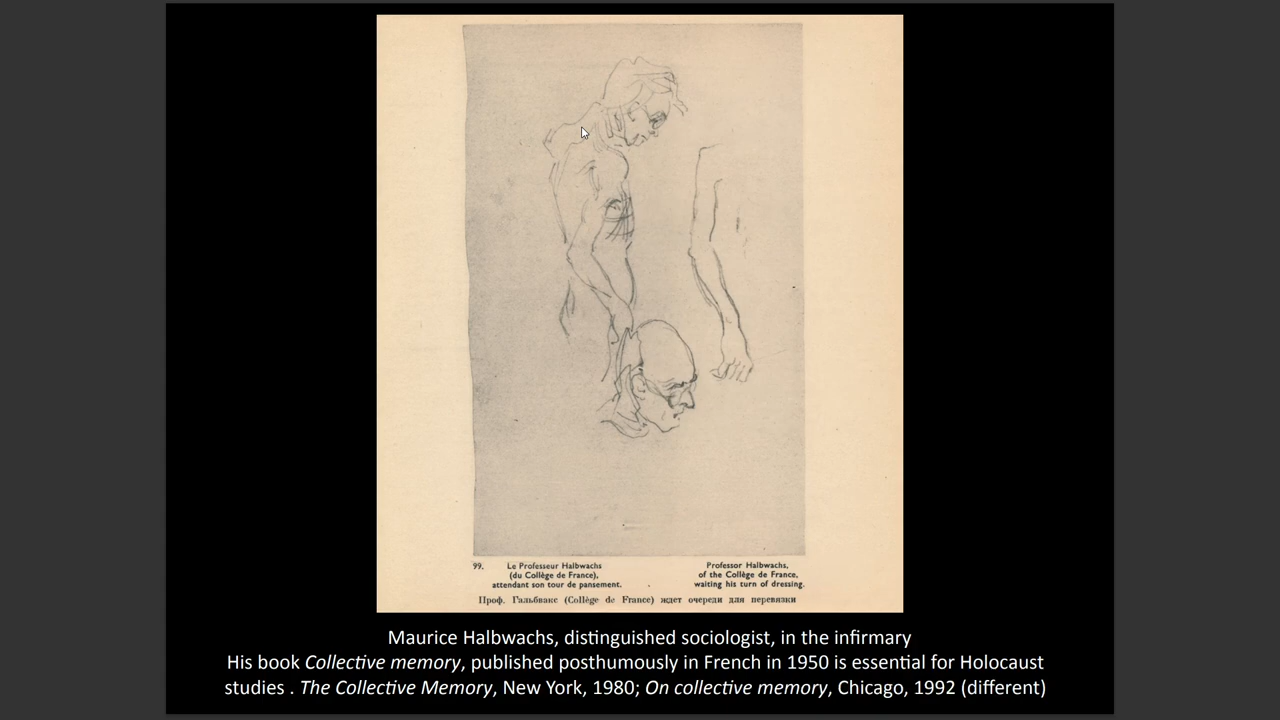 99. Le Professeur Halbwachs
(du Collège de France),
attendant son tour de pansement.
Professor Halbwachs,
of the Collège de France,
waiting his turn of dressing.
Проф. Гальбвакс (Collège de France) ждет очереди для перевязки
Maurice Halbwachs, distinguished sociologist, in the infirmary
His book Collective memory, published posthumously in French in 1950 is essential for Holocaust
studies . The Collective Memory, New York, 1980; On collective memory, Chicago, 1992 (different)